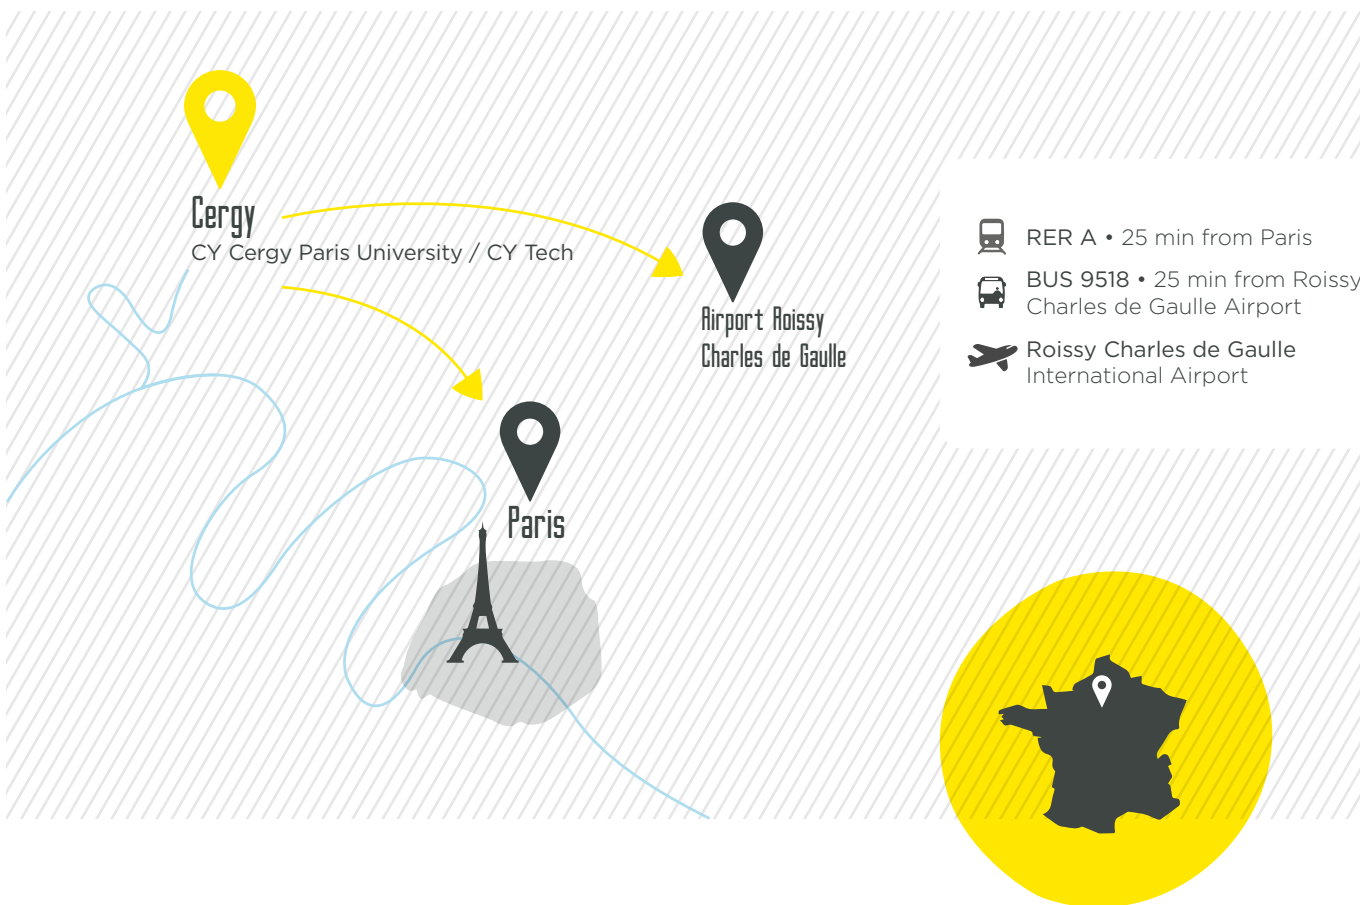 Cergy
CY Cergy Paris University / CY Tech
Airport Roissy
Charles de Gaulle
Paris
RER A • 25 min from Paris
BUS 9518 • 25 min from Roissy
Charles de Gaulle Airport
Roissy Charles de Gaulle
International Airport